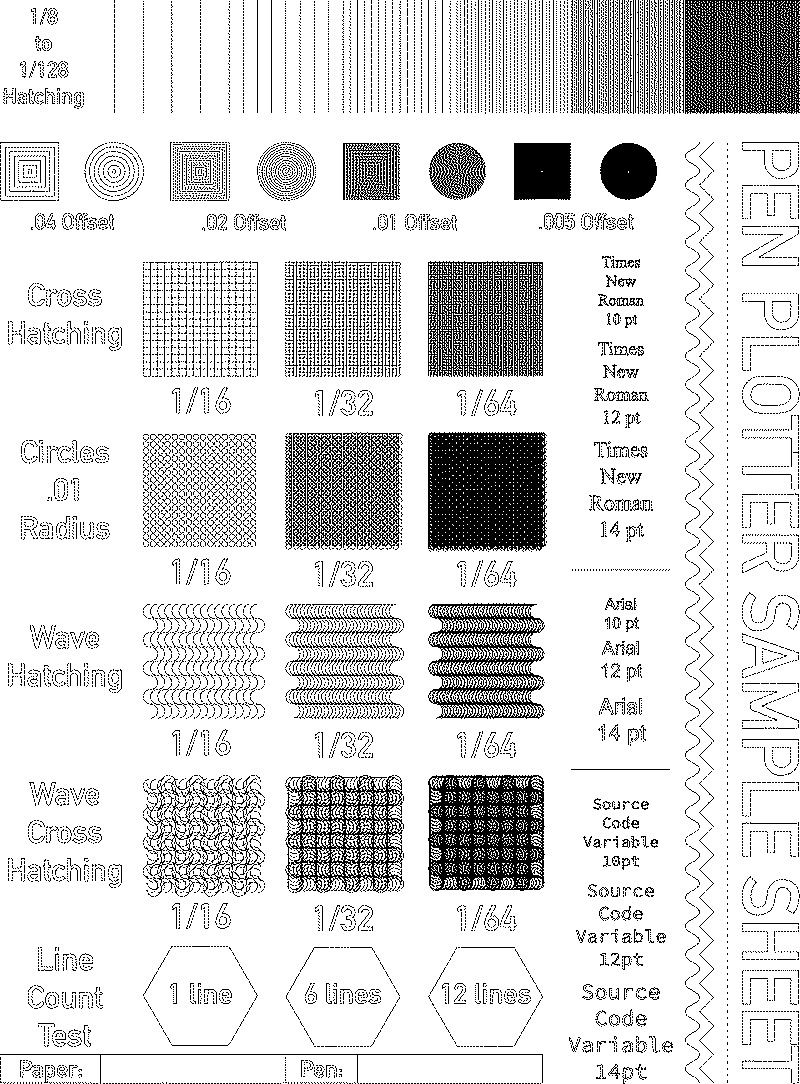 1/8
to
1/128
Hatching
.04 Offset
.02 Offset
.01 Offset
.005 Offset
Cross
Hatching
1/16
1/32
1/64
Circles
.01
Radius
1/16
1/32
1/64
Wave
Hatching
1/16
1/32
1/64
Wave
Cross
Hatching
1/16
1/32
1/64
Line
Count
Test
1 line
6 lines
12 lines
Paper:
Pen:
Times
New
Roman
10 pt
Times
New
Roman
12 pt
Times
New
Roman
14 pt
Arial
10 pt
Arial
12 pt
Arial
14 pt
Source
Code
Variable
10pt
Source
Code
Variable
12pt
Source
Code
Variable
14pt
PEN PLOTTER SAMPLE SHEET